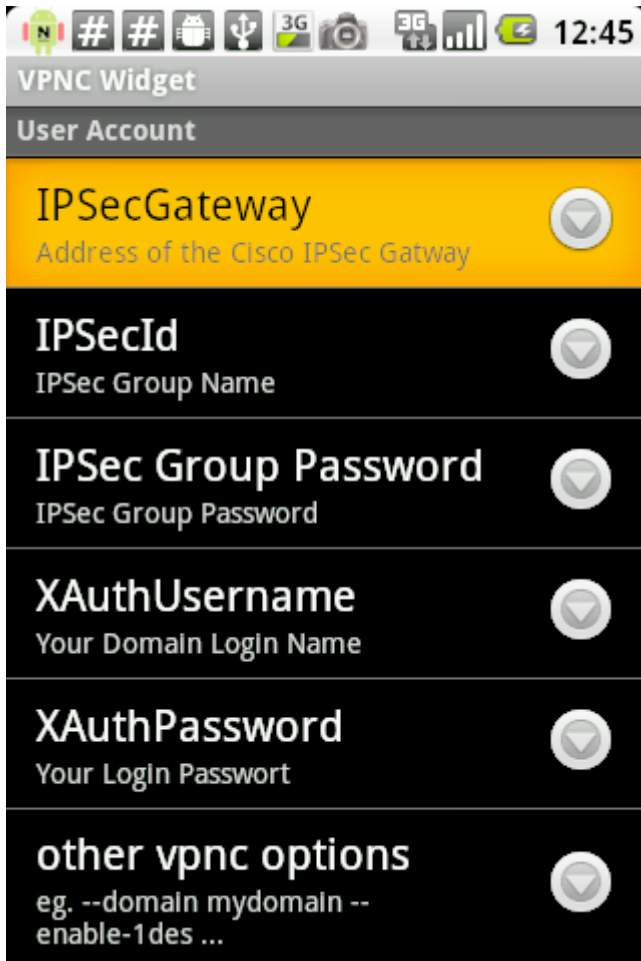 N # # 3G 3G 12:45
VPNC Widget
User Account
IPSecGateway
Address of the Cisco IPSec Gatway
IPSecId
IPSec Group Name
IPSec Group Password
IPSec Group Password
XAuthUsername
Your Domain Login Name
XAuthPassword
Your Login Passwort
other vpnc options
eg. --domain mydomain --
enable-1des ...